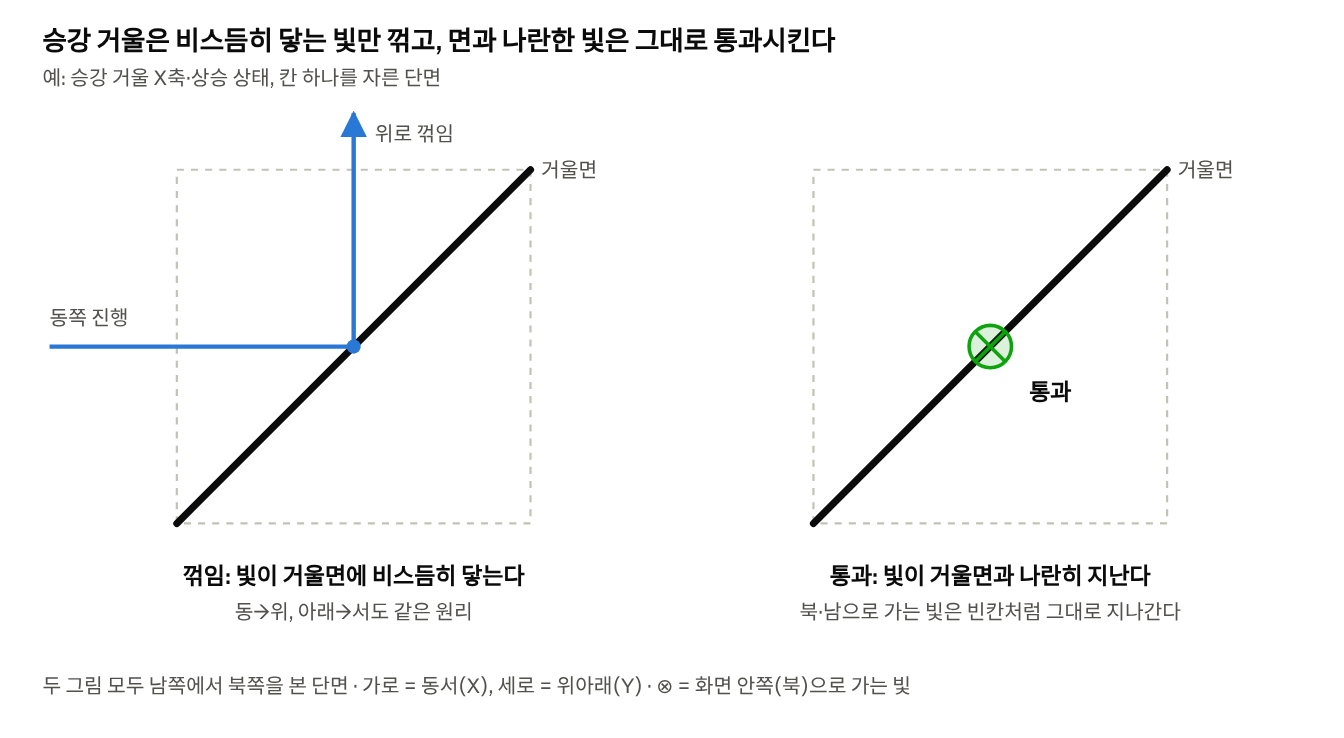 승강 거울은 비스듬히 닿는 빛만 꺾고, 면과 나란한 빛은 그대로 통과시킨다
예: 승강 거울 X축·상승 상태, 칸 하나를 자른 단면
위로 꺾임
거울면
거울면
동쪽 진행
통과
꺾임: 빛이 거울면에 비스듬히 닿는다
통과: 빛이 거울면과 나란히 지난다
동→위, 아래→서도 같은 원리
북·남으로 가는 빛은 빈칸처럼 그대로 지나간다
두 그림 모두 남쪽에서 북쪽을 본 단면 · 가로 = 동서(X), 세로 = 위아래(Y) · ⊗ = 화면 안쪽(북)으로 가는 빛